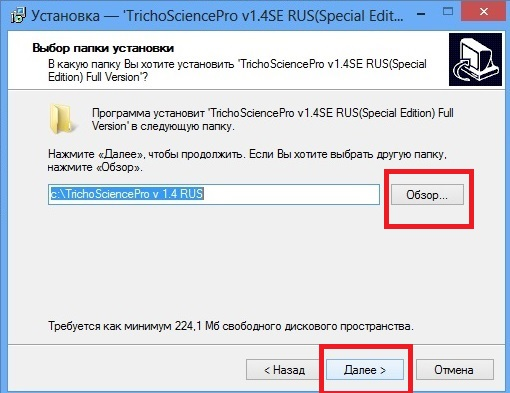 Установка — 'TrichoSciencePro v1.4SE RUS(Special Edit...
Выбор папки установки
В какую папку Вы хотите установить 'TrichoSciencePro v1.4SE RUS(Special
Edition) Full Version'?
Программа установит 'TrichoSciencePro v1.4SE RUS(Special Edition) Full
Version' в следующую папку.
Нажмите «Далее», чтобы продолжить. Если Вы хотите выбрать другую папку,
нажмите «Обзор».
c:\TrichoSciencePro v 1.4 RUS
Обзор...
Требуется как минимум 224,1 Мб свободного дискового пространства.
< Назад
Далее >
Отмена